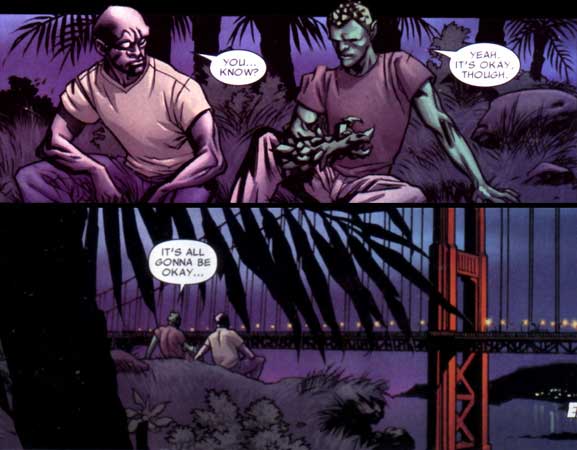 YOU...
KNOW?
YEAH.
IT'S OKAY,
THOUGH.
IT'S ALL
GONNA BE
OKAY...
E